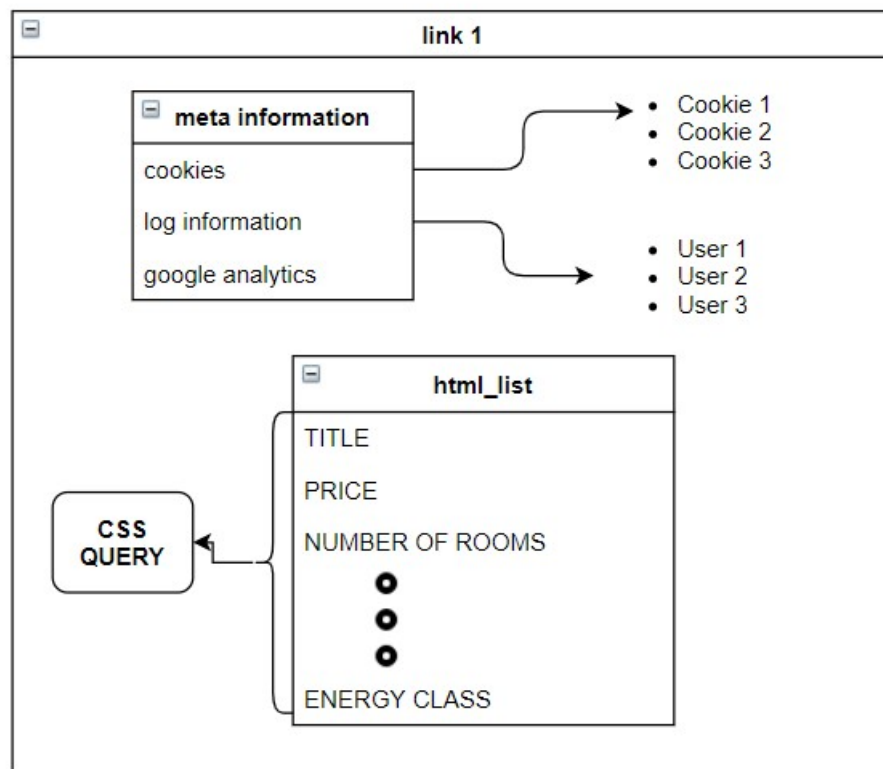 link 1
meta information
cookies
log information
google analytics
• Cookie 1
• Cookie 2
• Cookie 3
• User 1
• User 2
• User 3
html_list
TITLE
PRICE
NUMBER OF ROOMS
ENERGY CLASS
CSS
QUERY